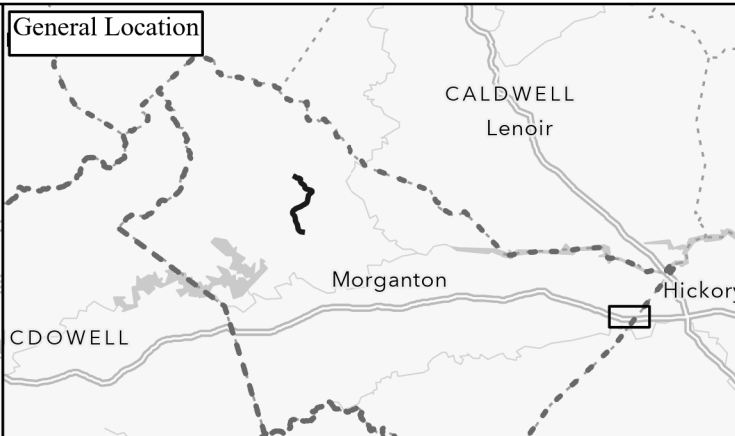 General Location
CALDWELL
Lenoir
Morganton
Hickory
CDOWELL